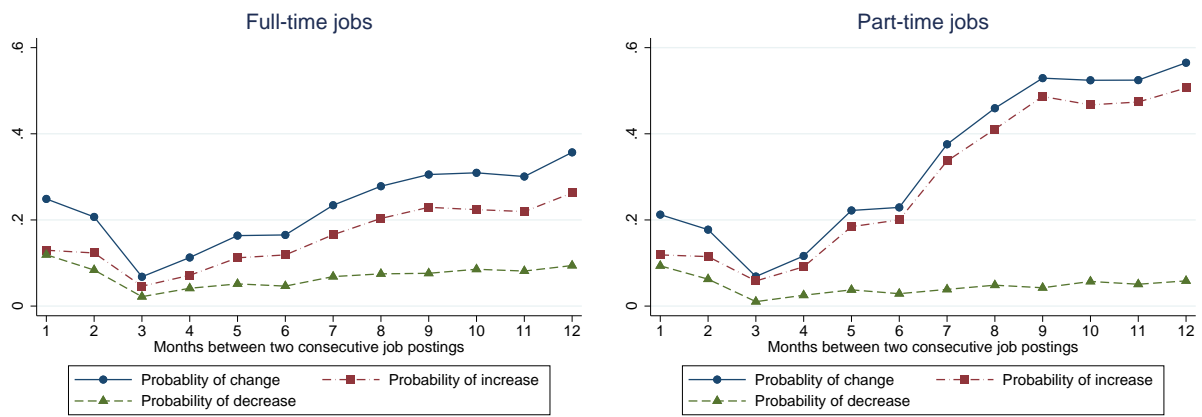 Full-time jobs
.6
.4
.2
0
1 2 3 4 5 6 7 8 9 10 11 12
Months between two consecutive job postings
Probablity of change
Probability of increase
Probability of decrease
Part-time jobs
.6
.4
.2
0
1 2 3 4 5 6 7 8 9 10 11 12
Months between two consecutive job postings
Probablity of change
Probability of increase
Probability of decrease